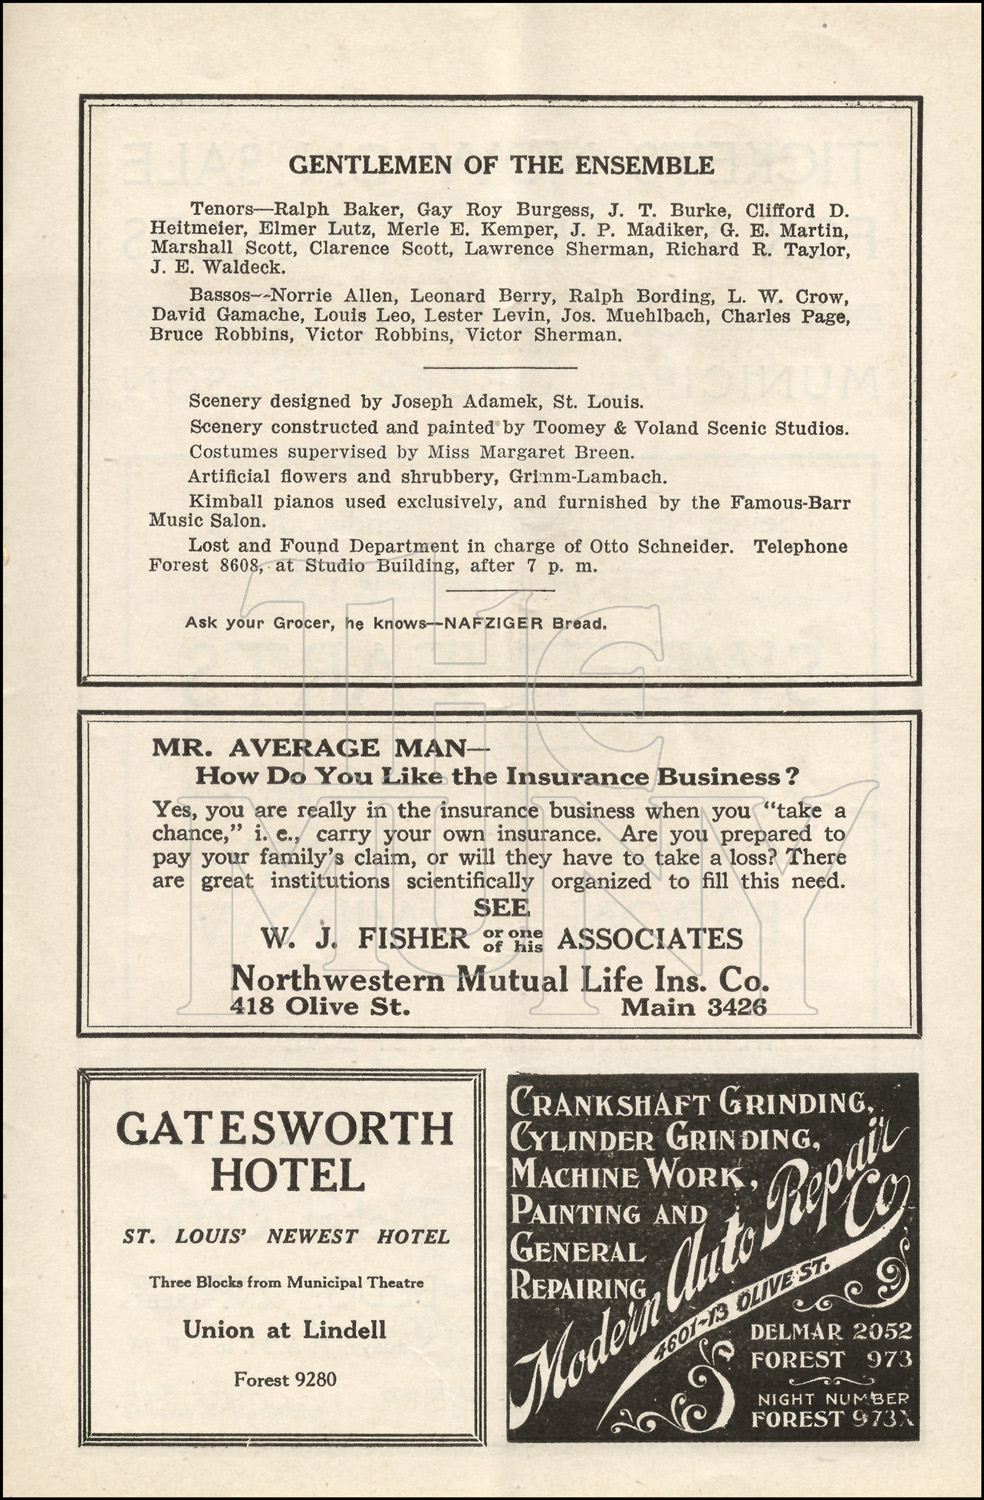 GENTLEMEN OF THE ENSEMBLE
Tenors—Ralph Baker, Gay Roy Burgess, J. T. Burke, Clifford D.
Heitmeier, Elmer Lutz, Merle E. Kemper, J. P. Madiker, G. E. Martin,
Marshall Scott, Clarence Scott, Lawrence Sherman, Richard R. Taylor,
J. E. Waldeck.
Bassos—Norrie Allen, Leonard Berry, Ralph Bording, L. W. Crow,
David Gamache, Louis Leo, Lester Levin, Jos. Muehlbach, Charles Page,
Bruce Robbins, Victor Robbins, Victor Sherman.
Scenery designed by Joseph Adamek, St. Louis.
Scenery constructed and painted by Toomey & Voland Scenic Studios.
Costumes supervised by Miss Margaret Breen.
Artificial flowers and shrubbery, Grimm-Lambach.
Kimball pianos used exclusively, and furnished by the Famous-Barr
Music Salon.
Lost and Found Department in charge of Otto Schneider. Telephone
Forest 8608, at Studio Building, after 7 p. m.
Ask your Grocer, he knows—NAFZIGER Bread.
THE
MUNY
MR. AVERAGE MAN—
How Do You Like the Insurance Business?
Yes, you are really in the insurance business when you “take a
chance,” i. e., carry your own insurance. Are you prepared to
pay your family’s claim, or will they have to take a loss? There
are great institutions scientifically organized to fill this need.
SEE
W. J. FISHER or one of his ASSOCIATES
Northwestern Mutual Life Ins. Co.
418 Olive St. Main 3426
GATESWORTH
HOTEL
ST. LOUIS’ NEWEST HOTEL
Three Blocks from Municipal Theatre
Union at Lindell
Forest 9280
CRANKSHAFT GRINDING,
CYLINDER GRINDING,
MACHINE WORK,
PAINTING AND
GENERAL
REPAIRING
Modern Auto Repair Co
4601-13 OLIVE ST.
DELMAR 2052
FOREST 973
NIGHT NUMBER
FOREST 973X